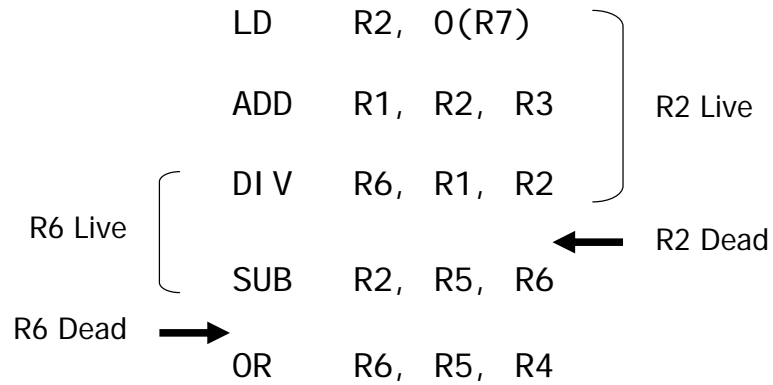 LD R2, 0(R7)
ADD R1, R2, R3
R2 Live
DIV R6, R1, R2
R6 Live
R2 Dead
SUB R2, R5, R6
R6 Dead
OR R6, R5, R4